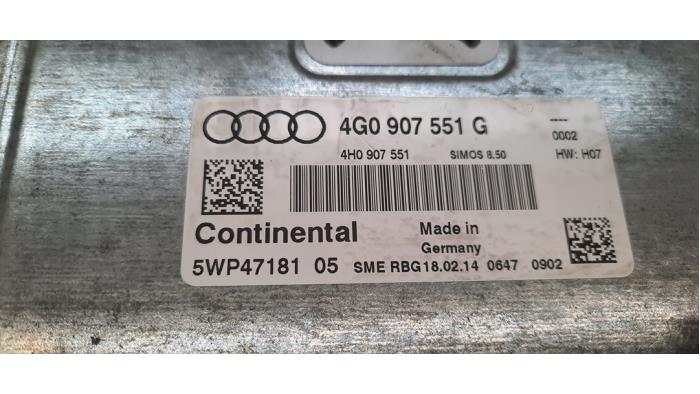 4G0 907 551 G
---
0002
4H0 907 551 SIMOS 8.50 HW: H07
Continental
Made in
Germany
5WP47181 05 SME RBG18.02.14 0647 0902